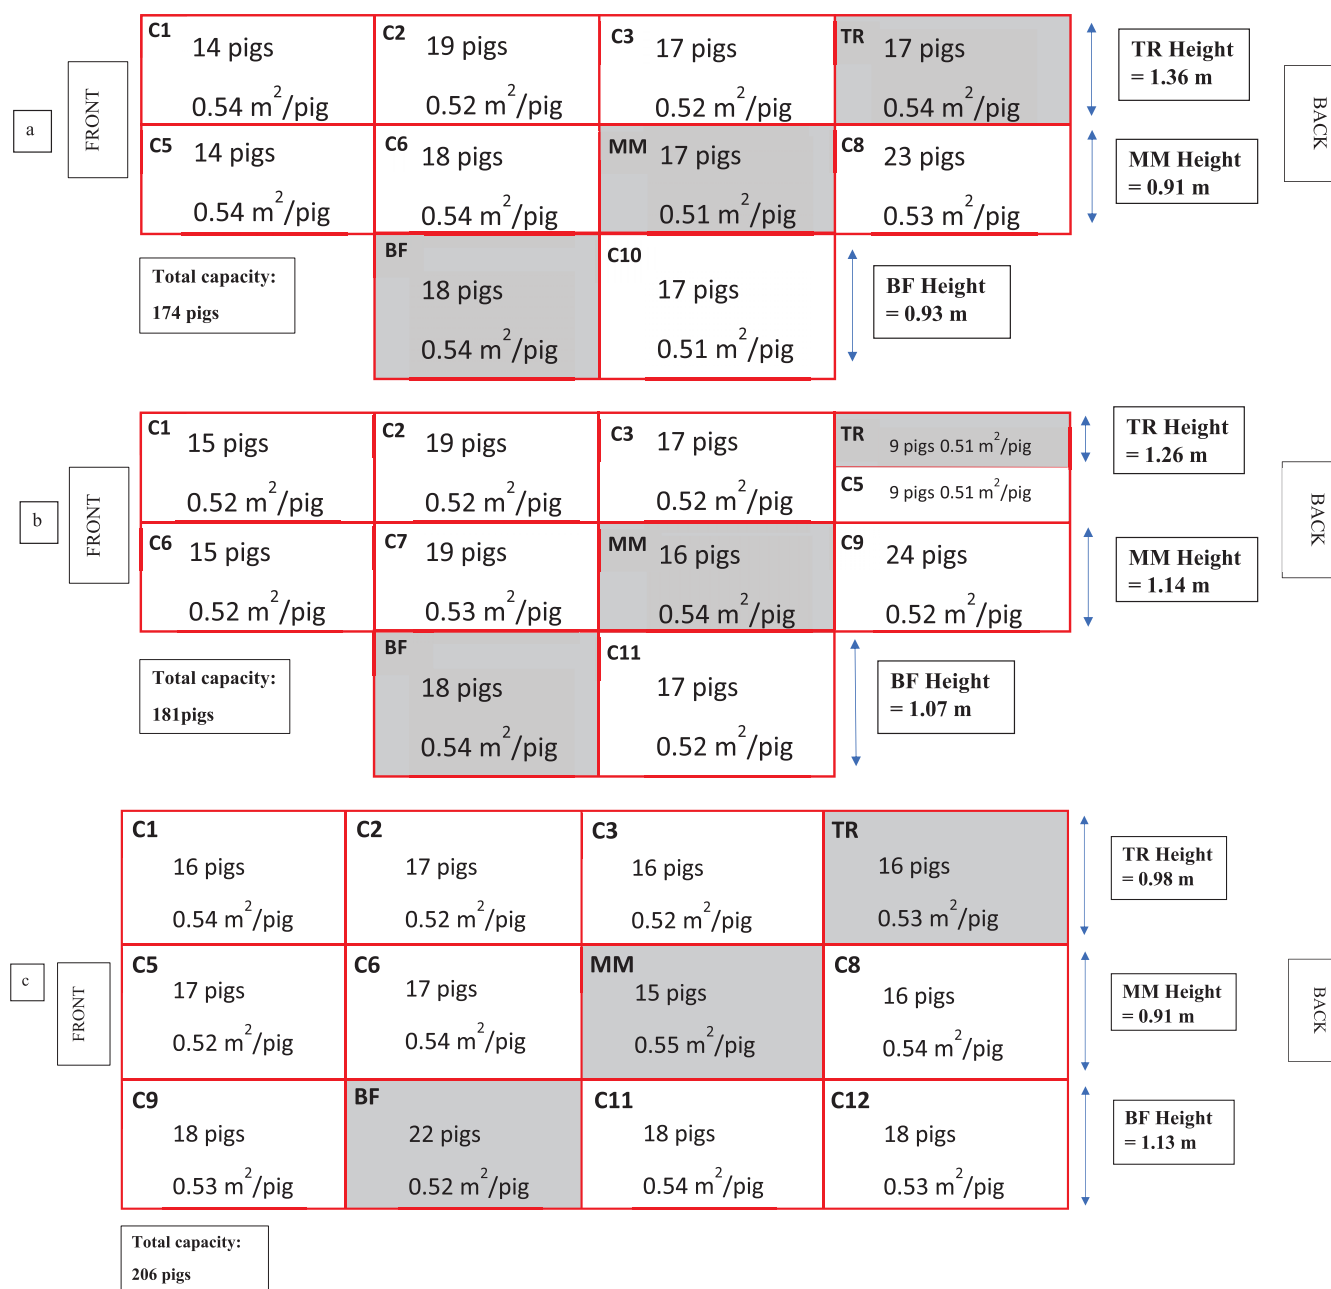 a
FRONT
C1 14 pigs
0.54 m²/pig
C2 19 pigs
0.52 m²/pig
C3 17 pigs
0.52 m²/pig
TR 17 pigs
0.54 m²/pig
TR Height
= 1.36 m
BACK
C5 14 pigs
0.54 m²/pig
C6 18 pigs
0.54 m²/pig
MM 17 pigs
0.51 m²/pig
C8 23 pigs
0.53 m²/pig
MM Height
= 0.91 m
Total capacity:
174 pigs
BF
18 pigs
0.54 m²/pig
C10
17 pigs
0.51 m²/pig
BF Height
= 0.93 m
b
FRONT
C1 15 pigs
0.52 m²/pig
C2 19 pigs
0.52 m²/pig
C3 17 pigs
0.52 m²/pig
TR 9 pigs 0.51 m²/pig
C5 9 pigs 0.51 m²/pig
TR Height
= 1.26 m
BACK
C6 15 pigs
0.52 m²/pig
C7 19 pigs
0.53 m²/pig
MM 16 pigs
0.54 m²/pig
C9 24 pigs
0.52 m²/pig
MM Height
= 1.14 m
Total capacity:
181pigs
BF
18 pigs
0.54 m²/pig
C11
17 pigs
0.52 m²/pig
BF Height
= 1.07 m
c
FRONT
C1
16 pigs
0.54 m²/pig
C2
17 pigs
0.52 m²/pig
C3
16 pigs
0.52 m²/pig
TR
16 pigs
0.53 m²/pig
TR Height
= 0.98 m
C5
17 pigs
0.52 m²/pig
C6
17 pigs
0.54 m²/pig
MM
15 pigs
0.55 m²/pig
C8
16 pigs
0.54 m²/pig
MM Height
= 0.91 m
BACK
C9
18 pigs
0.53 m²/pig
BF
22 pigs
0.52 m²/pig
C11
18 pigs
0.54 m²/pig
C12
18 pigs
0.53 m²/pig
BF Height
= 1.13 m
Total capacity:
206 pigs